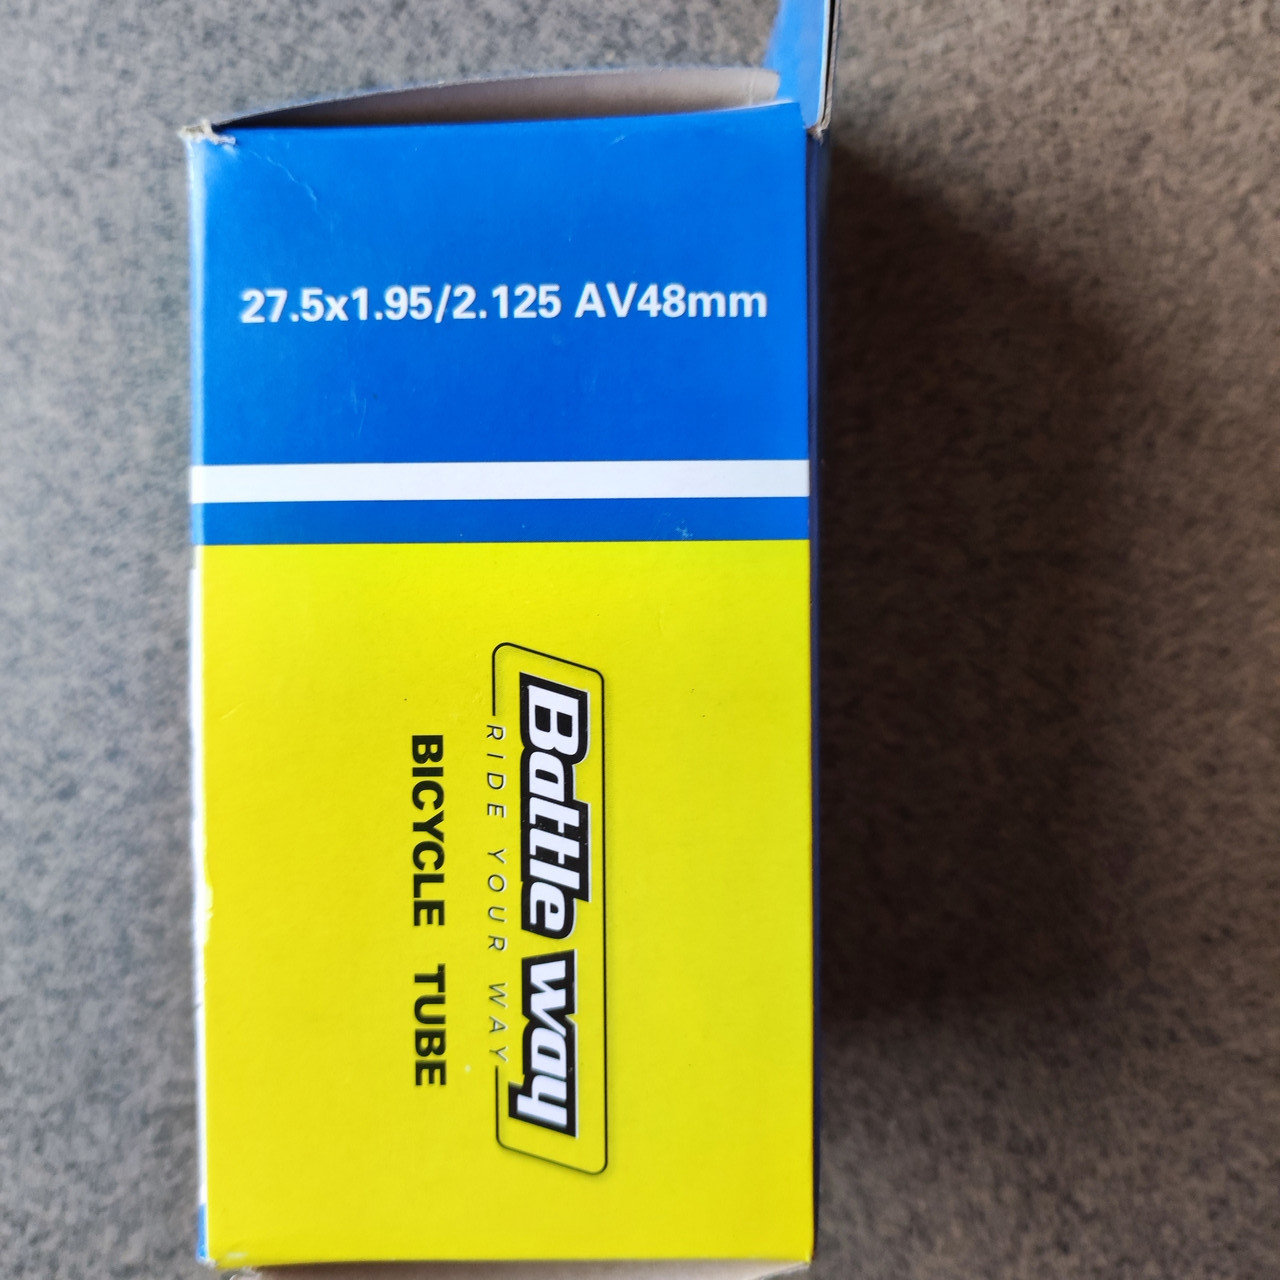 27.5x1.95/2.125 AV48mm
Battle way
RIDE YOUR WAY
BICYCLE TUBE